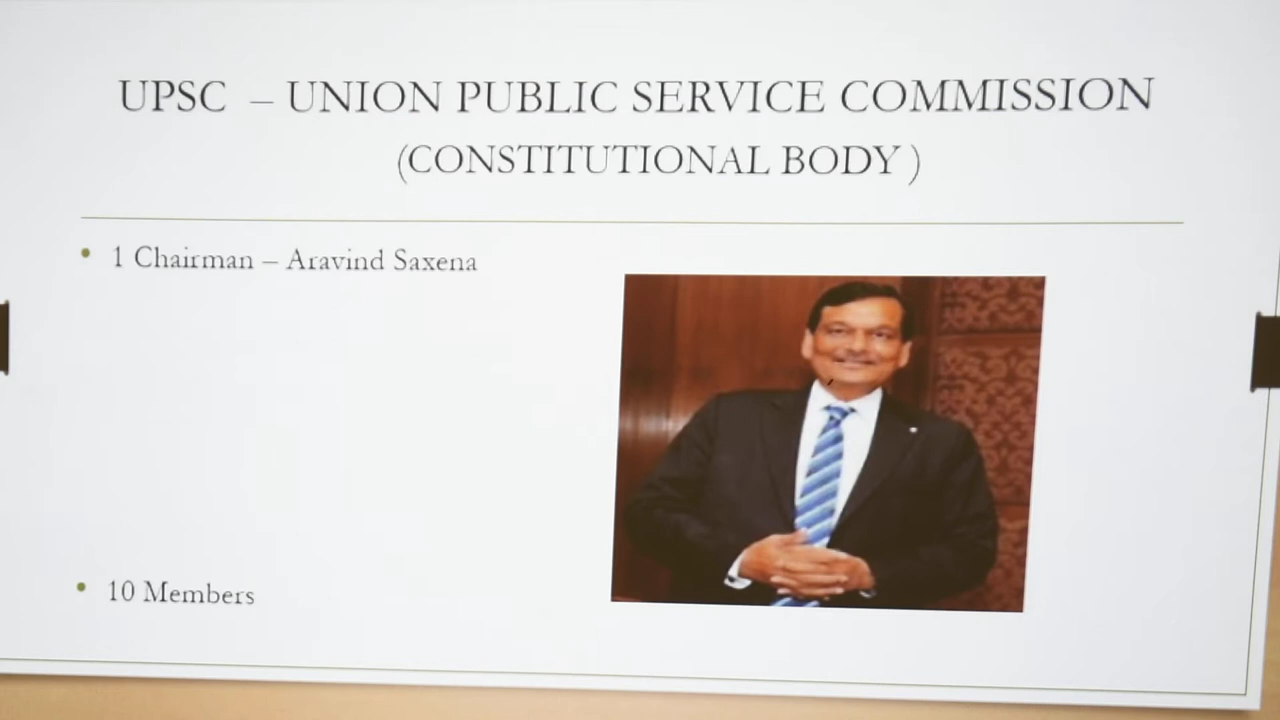 UPSC – UNION PUBLIC SERVICE COMMISSION
(CONSTITUTIONAL BODY )
• 1 Chairman – Aravind Saxena
• 10 Members